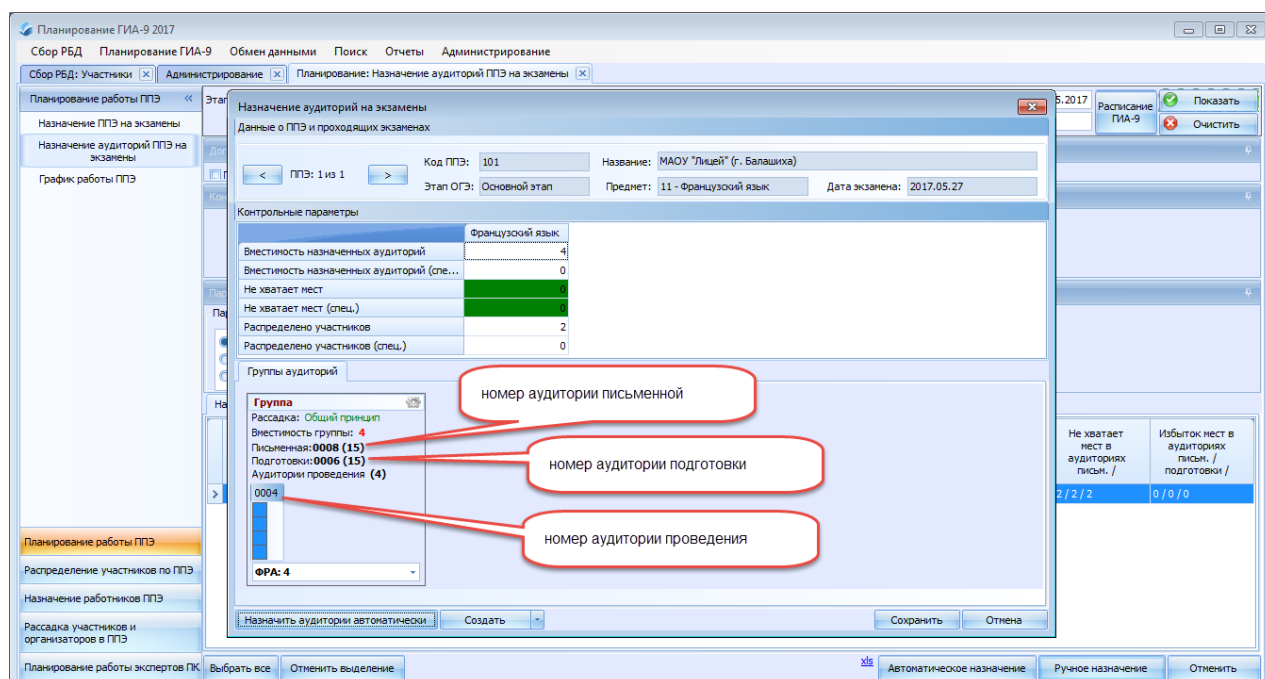 Планирование ГИА-9 2017
Сбор РБД Планирование ГИА-9 Обмен данными Поиск Отчеты Администрирование
Сбор РБД: Участники Администрирование Планирование: Назначение аудиторий ППЭ на экзамены
Планирование работы ППЭ
Назначение ППЭ на экзамены
Назначение аудиторий ППЭ на
экзамены
График работы ППЭ
5.2017
Расписание
ГИА-9
Показать
Очистить
Назначение аудиторий на экзамены
Данные о ППЭ и проходящих экзаменах
< ППЭ: 1 из 1 >
Код ППЭ: 101 Название: МАОУ "Лицей" (г. Балашиха)
Этап ОГЭ: Основной этап Предмет: 11 - Французский язык Дата экзамена: 2017.05.27
Контрольные параметры
Французский язык
Вместимость назначенных аудиторий 4
Вместимость назначенных аудиторий (спе... 0
Не хватает мест 0
Не хватает мест (спец.) 0
Распределено участников 2
Распределено участников (спец.) 0
Группы аудиторий
Группа
Рассадка: Общий принцип
Вместимость группы: 4
Письменная:0008 (15)
Подготовки:0006 (15)
Аудитории проведения (4)
0004
ФРА: 4
номер аудитории письменной
номер аудитории подготовки
номер аудитории проведения
Назначить аудитории автоматически Создать Сохранить Отмена
Не хватает
мест в
аудиториях
письм. /
Избыток мест в
аудиториях
письм. /
подготовки /
2 / 2 / 2 0 / 0 / 0
Планирование работы ППЭ
Распределение участников по ППЭ
Назначение работников ППЭ
Рассадка участников и
организаторов в ППЭ
Планирование работы экспертов ПК
Выбрать все Отменить выделение xls Автоматическое назначение Ручное назначение Отменить